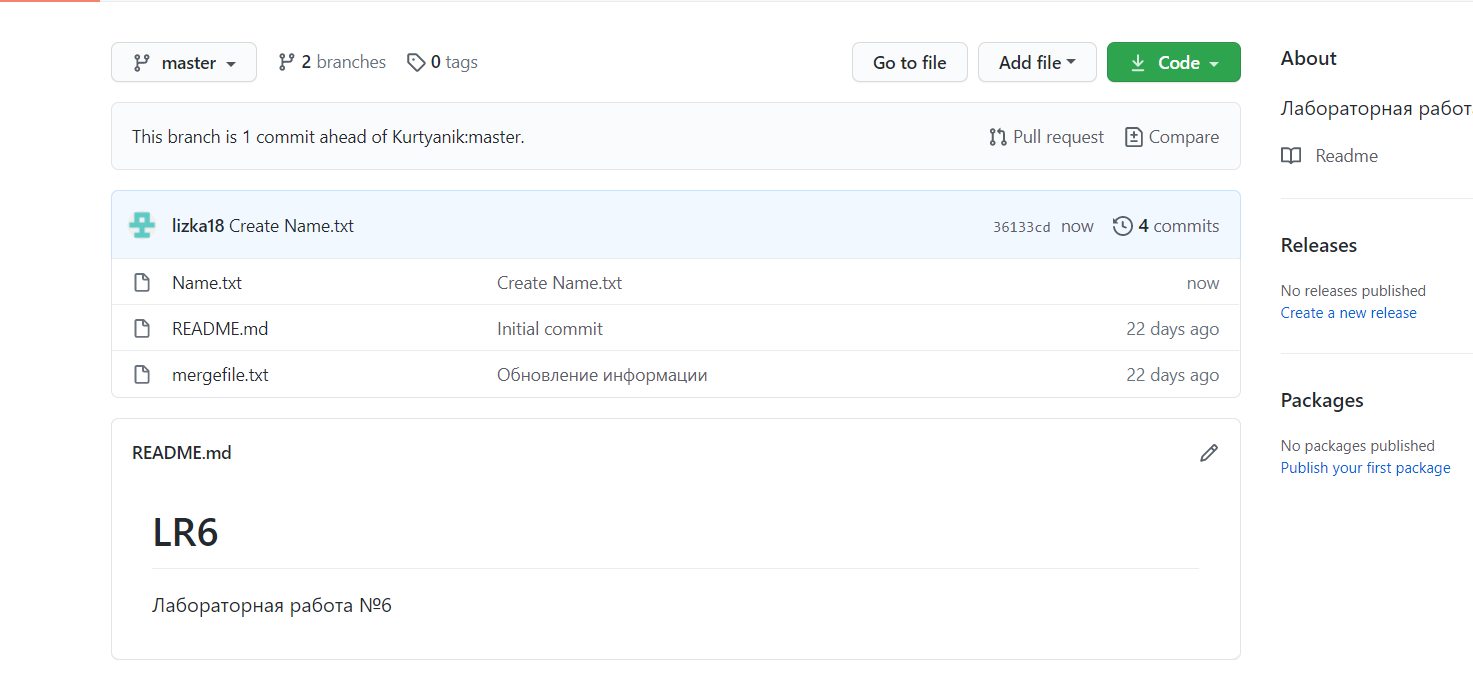 master 2 branches 0 tags Go to file Add file Code
This branch is 1 commit ahead of Kurtyanik:master. Pull request Compare
lizka18 Create Name.txt 36133cd now 4 commits
Name.txt Create Name.txt now
README.md Initial commit 22 days ago
mergefile.txt Обновление информации 22 days ago
README.md
LR6
Лабораторная работа №6
About
Лабораторная работа
Readme
Releases
No releases published
Create a new release
Packages
No packages published
Publish your first package